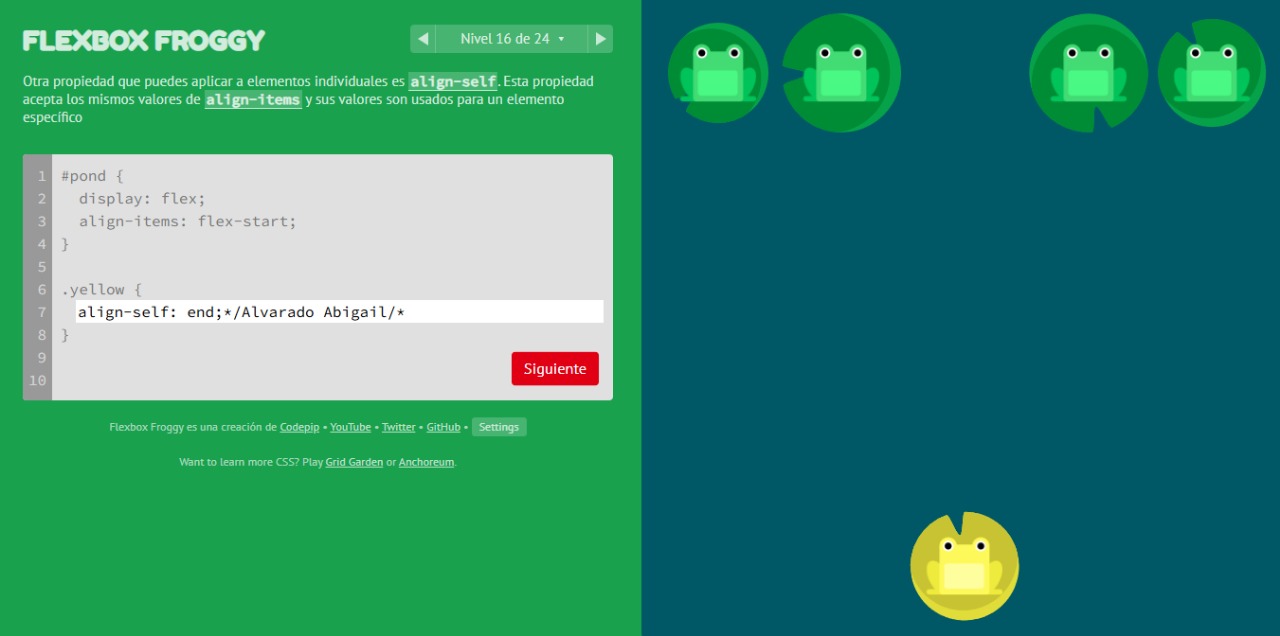 FLEXBOX FROGGY
◀ Nivel 16 de 24 ▾ ▶
Otra propiedad que puedes aplicar a elementos individuales es align-self. Esta propiedad
acepta los mismos valores de align-items y sus valores son usados para un elemento
específico
1 #pond {
2   display: flex;
3   align-items: flex-start;
4 }
5
6 .yellow {
7   align-self: end;*/Alvarado Abigail/*
8 }
9
10
Siguiente
Flexbox Froggy es una creación de Codepip • YouTube • Twitter • GitHub • Settings
Want to learn more CSS? Play Grid Garden or Anchoreum.